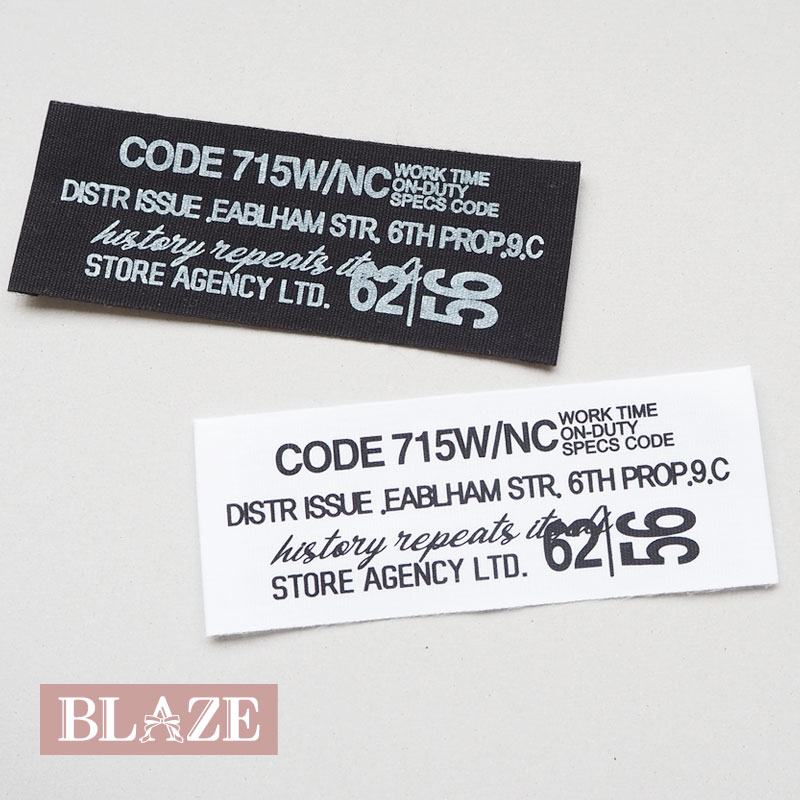 CODE 715W/NC WORK TIME
ON-DUTY
SPECS CODE
DISTR ISSUE .EABLHAM STR, 6TH PROP.9.C
history repeats itself
STORE AGENCY LTD. 62/56
CODE 715W/NC WORK TIME
ON-DUTY
SPECS CODE
DISTR ISSUE .EABLHAM STR, 6TH PROP.9.C
history repeats itself
STORE AGENCY LTD. 62/56
BLAZE